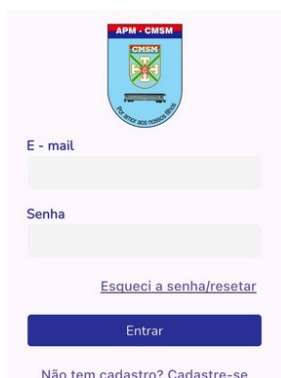 APM - CMSM
CMSM
Por amor aos nossos filhos
E - mail
Senha
Esqueci a senha/resetar
Entrar
Não tem cadastro? Cadastre-se